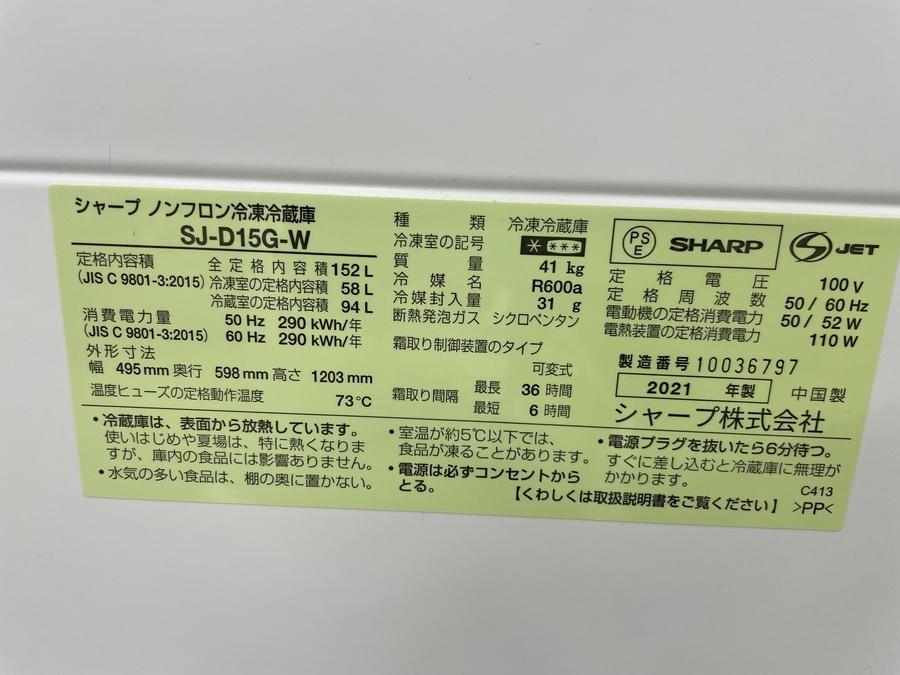 シャープ ノンフロン冷凍冷蔵庫
SJ-D15G-W
定格内容積
(JIS C 9801-3:2015)
全定格内容積 152 L
冷凍室の定格内容積 58 L
冷蔵室の定格内容積 94 L
消費電力量
(JIS C 9801-3:2015)
50 Hz 290 kWh/年
60 Hz 290 kWh/年
外形寸法
幅 495 mm 奥行 598 mm 高さ 1203 mm
温度ヒューズの定格動作温度 73℃
種類 冷凍冷蔵庫
冷凍室の記号 * ***
質量 41 kg
冷媒名 R600a
冷媒封入量 31 g
断熱発泡ガス シクロペンタン
霜取り制御装置のタイプ
可変式
霜取り間隔 最長 36 時間
最短 6 時間
PS
E
SHARP
S JET
定格電圧 100 V
定格周波数 50 / 60 Hz
電動機の定格消費電力 50 / 52 W
電熱装置の定格消費電力 110 W
製造番号 10036797
2021 年製
中国製
シャープ株式会社
・冷蔵庫は、表面から放熱しています。
使いはじめや夏場は、特に熱くなりま
すが、庫内の食品には影響ありません。
・水気の多い食品は、棚の奥に置かない。
・室温が約5℃以下では、
食品が凍ることがあります。
・電源は必ずコンセントから
とる。
・電源プラグを抜いたら6分待つ。
すぐに差し込むと冷蔵庫に無理が
かかります。
C413
【くわしくは取扱説明書をご覧ください】 >PP<